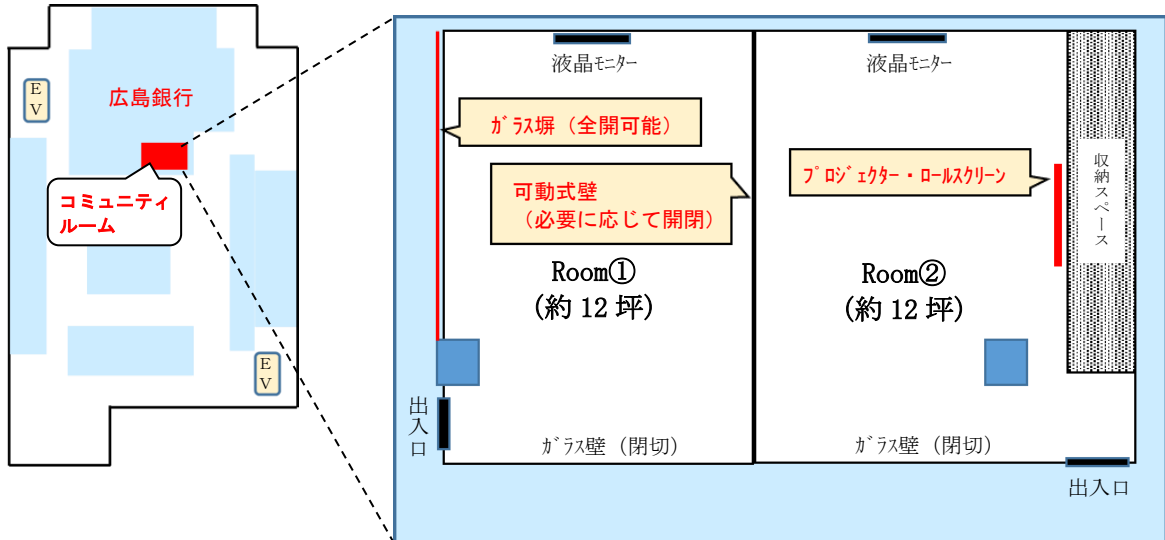 EV
広島銀行
コミュニティ
ルーム
EV
液晶ﾓﾆﾀｰ
液晶ﾓﾆﾀｰ
ｶﾞﾗｽ塀（全開可能）
可動式壁
（必要に応じて開閉）
ﾌﾟﾛｼﾞｪｸﾀｰ・ﾛｰﾙｽｸﾘｰﾝ
収納スペース
Room①
(約 12 坪)
Room②
(約 12 坪)
出入口
ｶﾞﾗｽ壁（閉切）
ｶﾞﾗｽ壁（閉切）
出入口